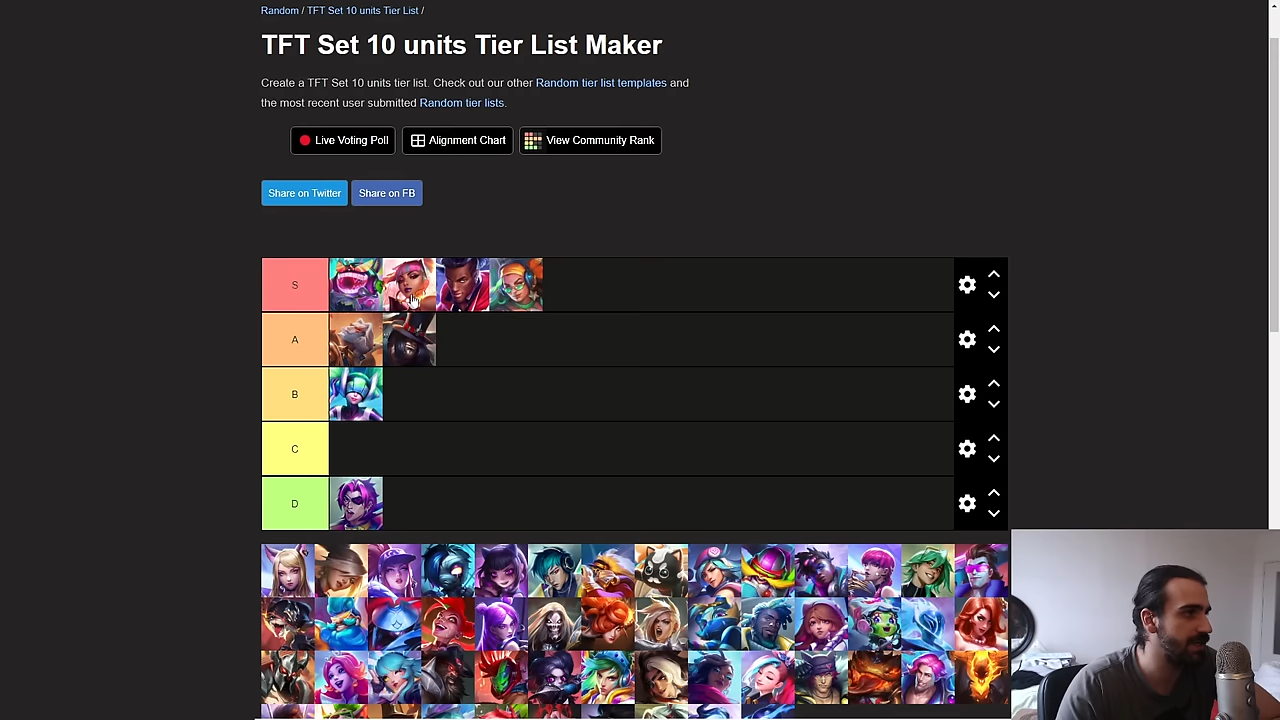 Random / TFT Set 10 units Tier List /
TFT Set 10 units Tier List Maker
Create a TFT Set 10 units tier list. Check out our other Random tier list templates and
the most recent user submitted Random tier lists.
Live Voting Poll
Alignment Chart
View Community Rank
Share on Twitter
Share on FB
S
A
B
C
D